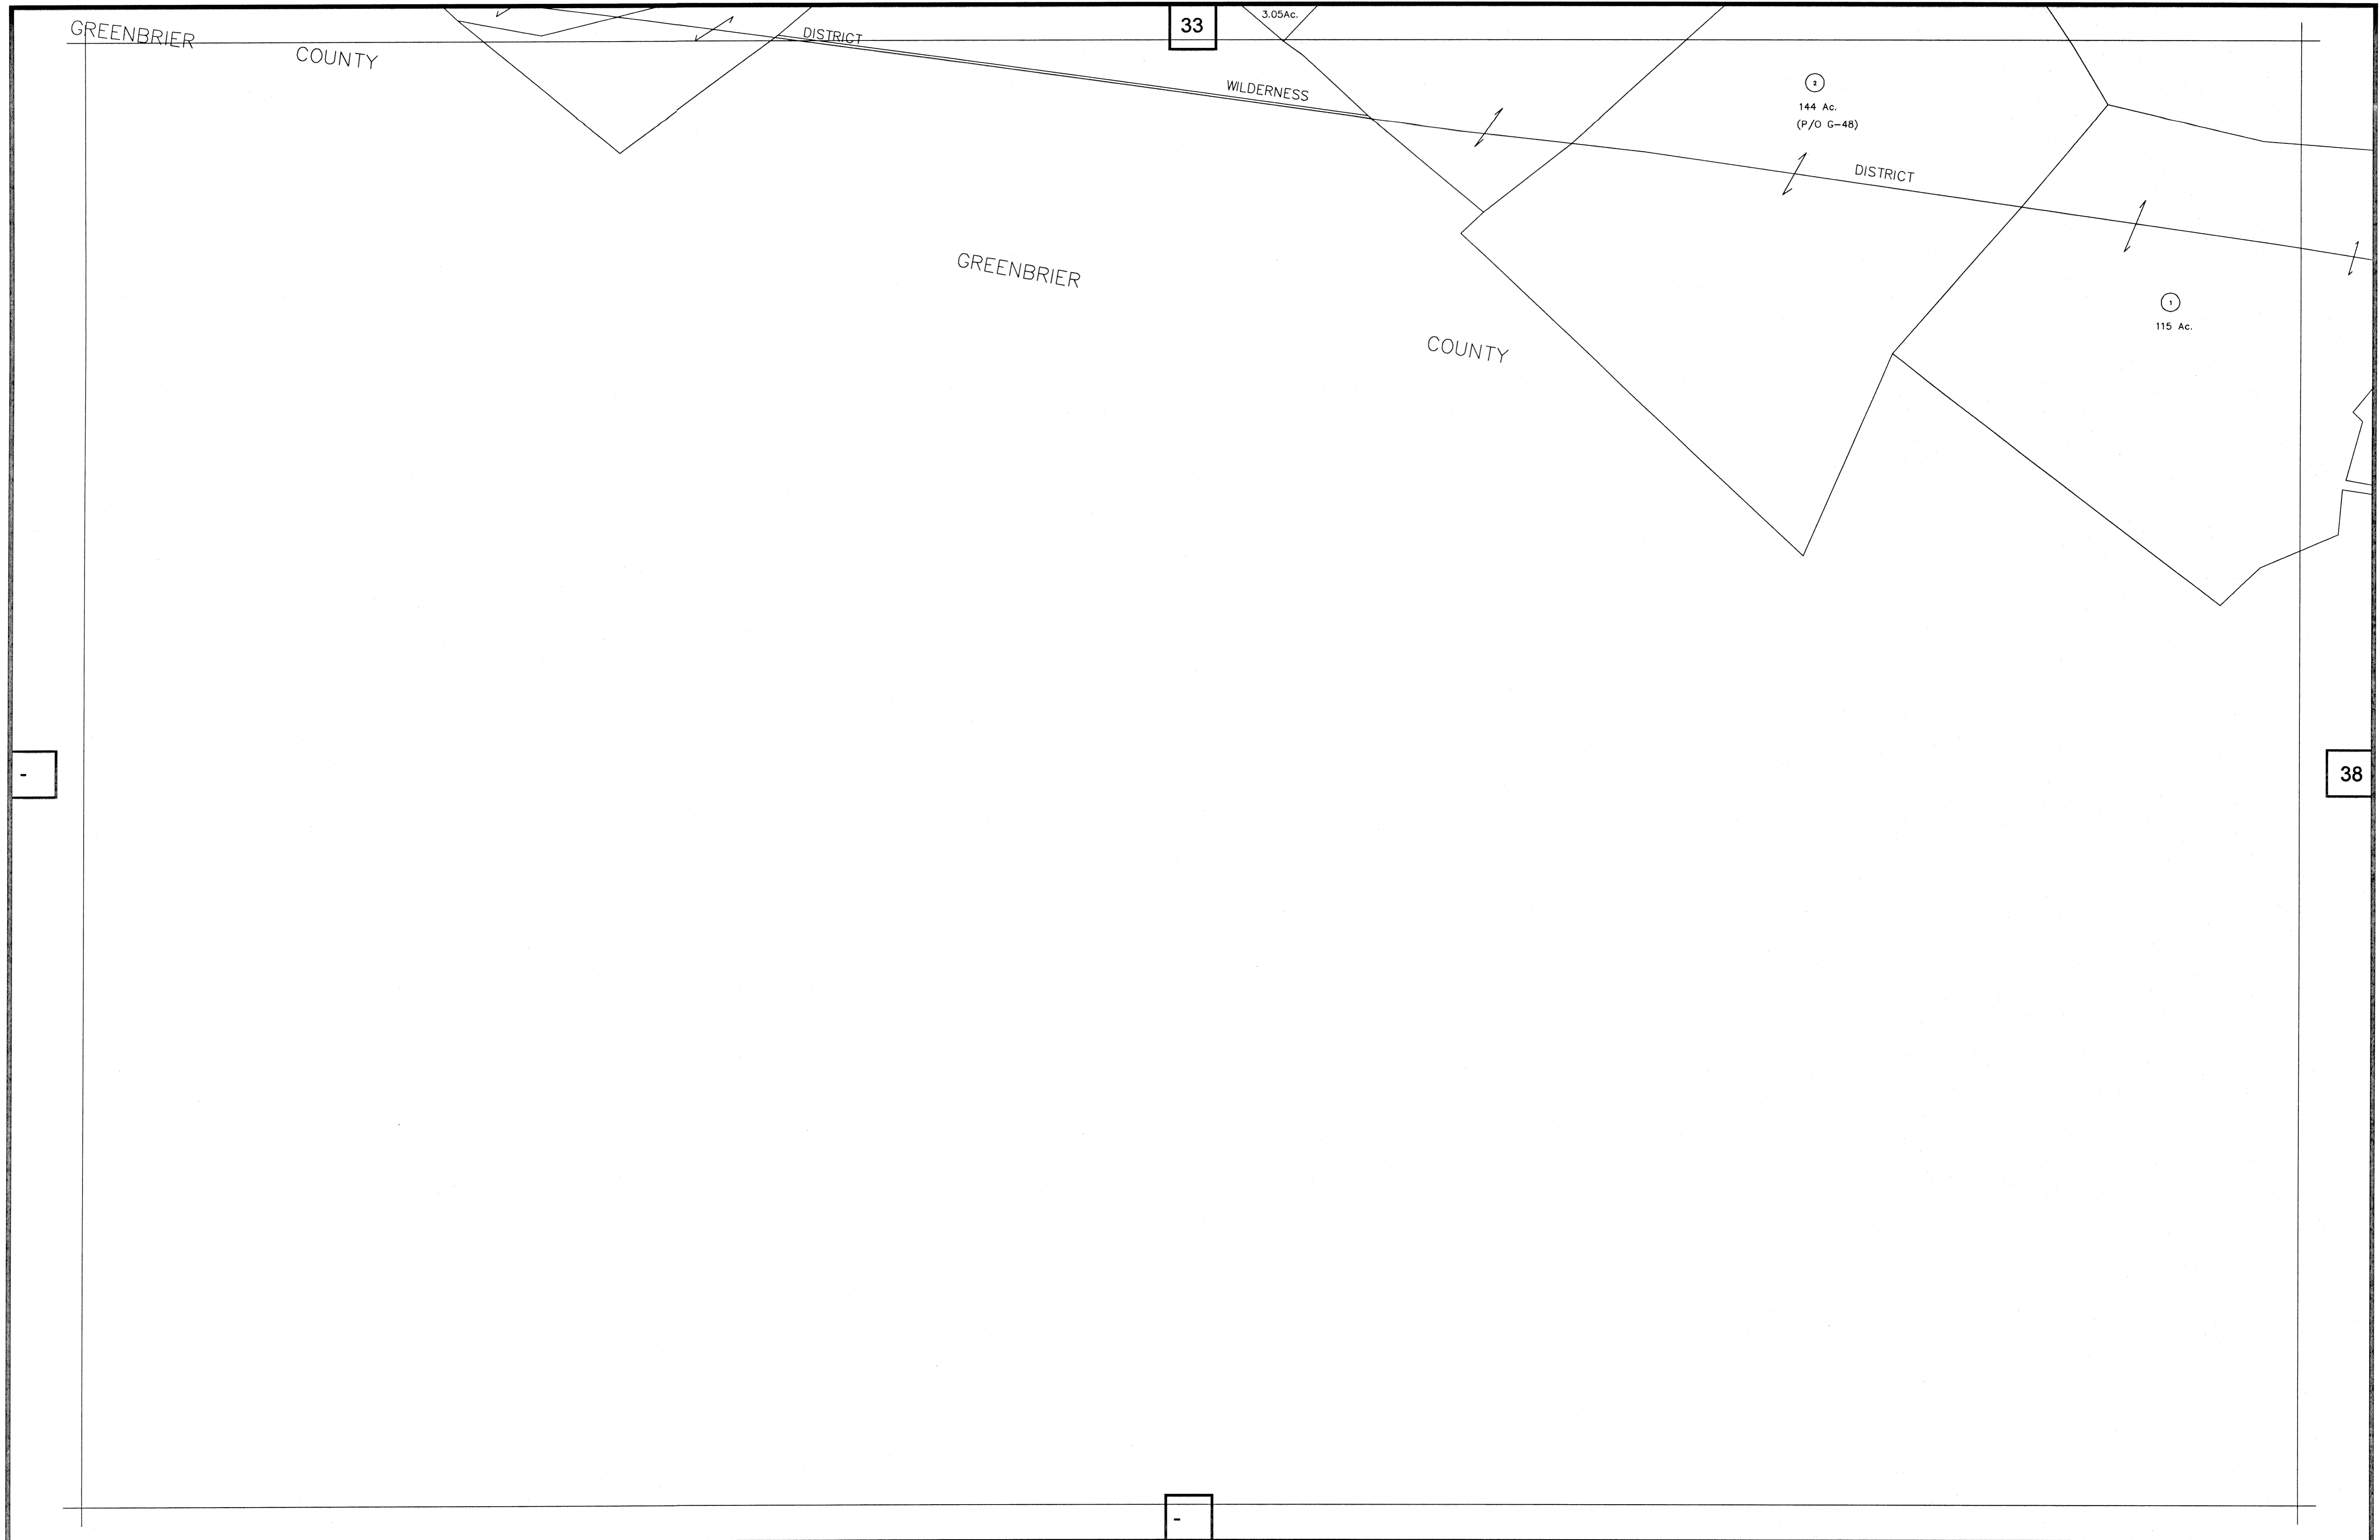 3.05Ac.
33
GREENBRIER
COUNTY
DISTRICT
WILDERNESS
2
144 Ac.
(P/O G-48)
DISTRICT
GREENBRIER
COUNTY
1
115 Ac.
-
38
-